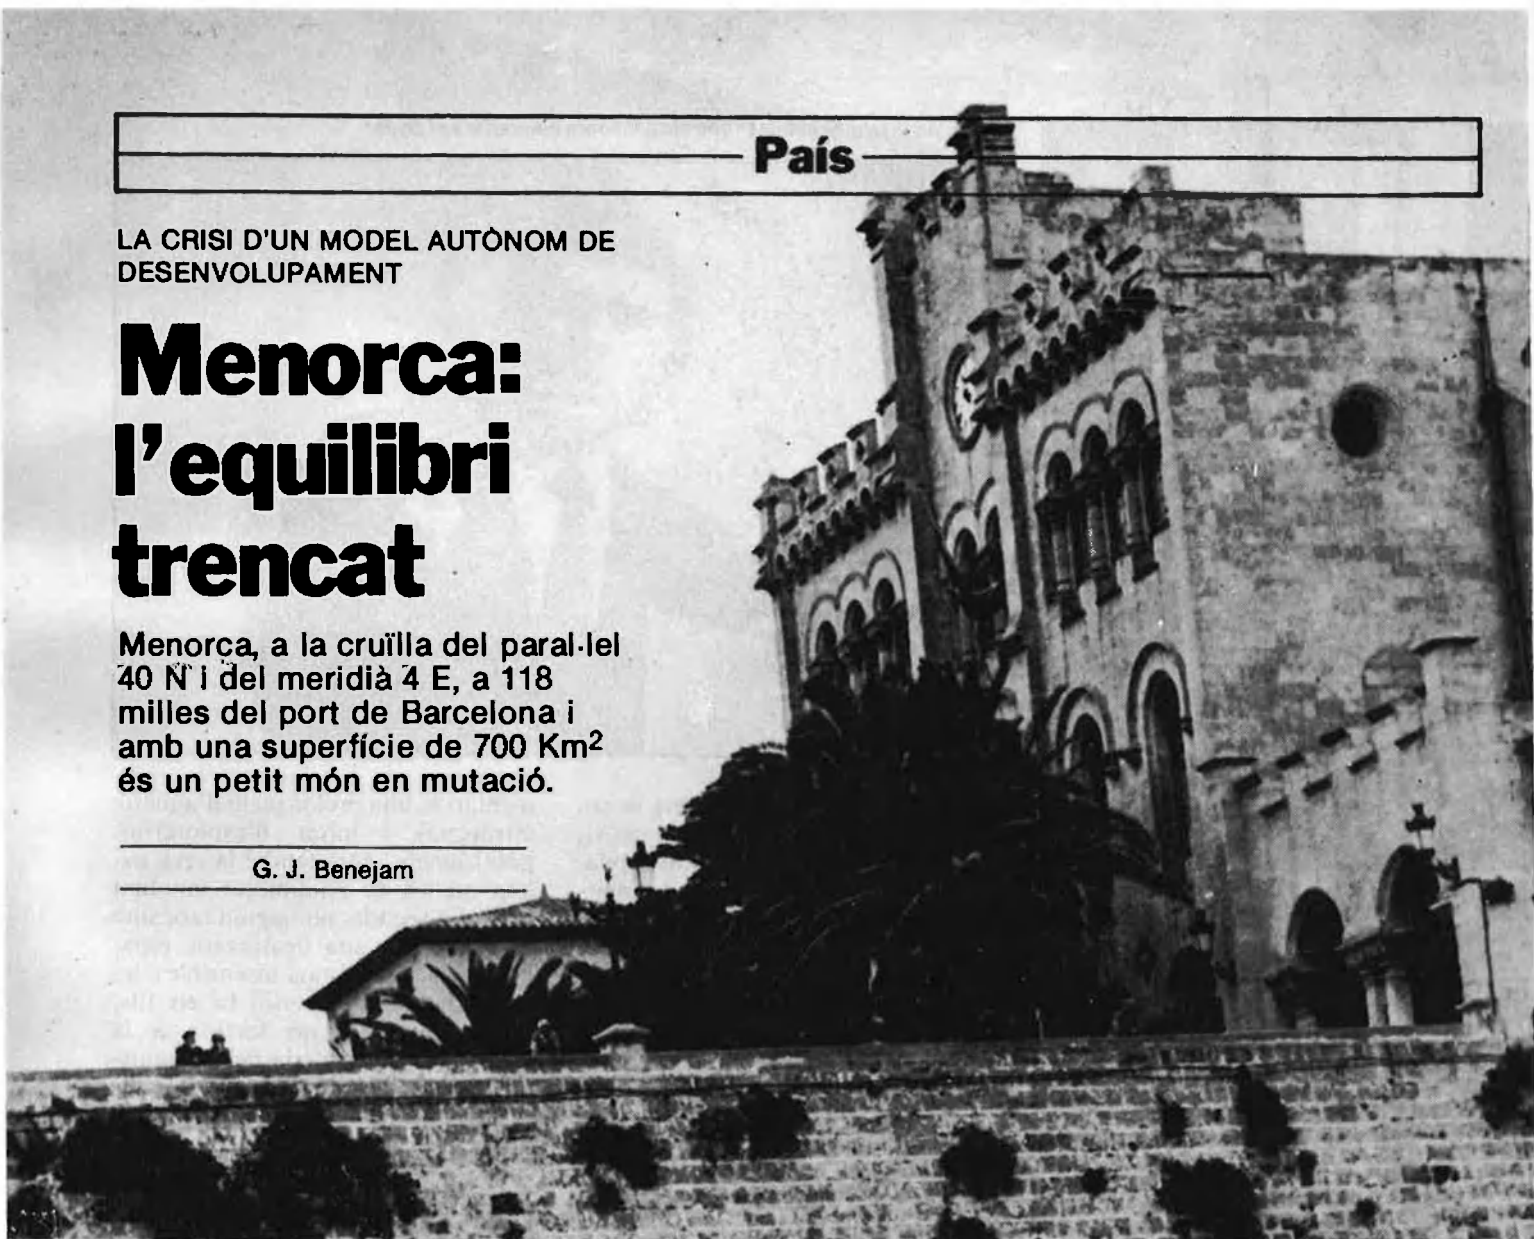 País
LA CRISI D'UN MODEL AUTÒNOM DE
DESENVOLUPAMENT
Menorca:
l'equilibri
trencat
Menorca, a la cruïlla del paral·lel
40 N i del meridià 4 E, a 118
milles del port de Barcelona i
amb una superfície de 700 Km²
és un petit món en mutació.
G. J. Benejam